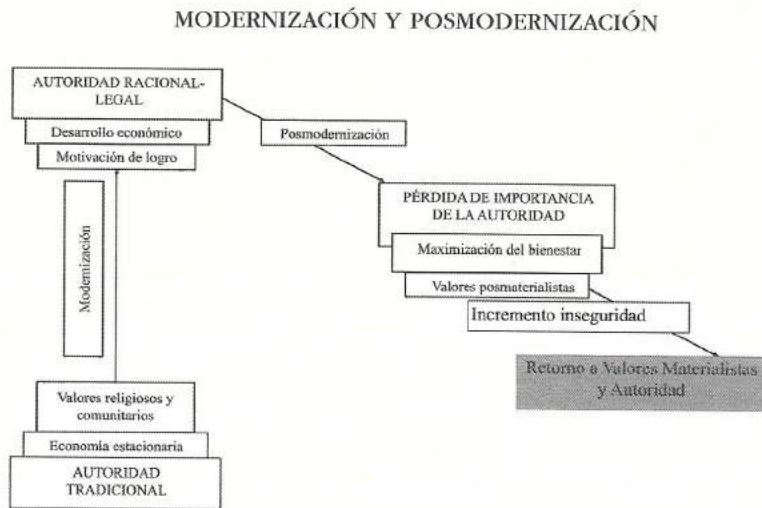 MODERNIZACIÓN Y POSMODERNIZACIÓN
AUTORIDAD RACIONAL-
LEGAL
Desarrollo económico
Motivación de logro
Posmodernización
PÉRDIDA DE IMPORTANCIA
DE LA AUTORIDAD
Maximización del bienestar
Valores posmaterialistas
Incremento inseguridad
Retorno a Valores Materialistas
y Autoridad
Modernización
Valores religiosos y
comunitarios
Economía estacionaria
AUTORIDAD
TRADICIONAL